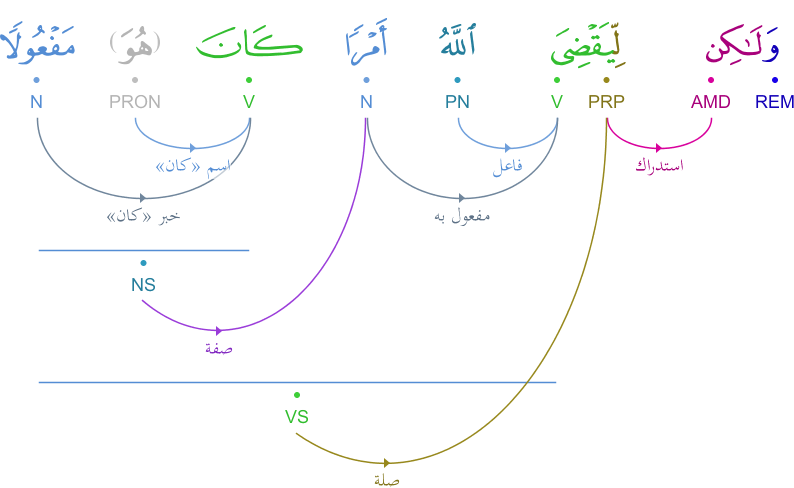 وَلَـٰكِن لِّيَقْضِىَ ٱللَّهُ أَمْرًا كَانَ (هُوَ) مَفْعُولًا
REM AMD PRP V PN N V PRON N
استدراك فاعل اسم «كان»
مفعول به خبر «كان»
NS
صفة
VS
صلة